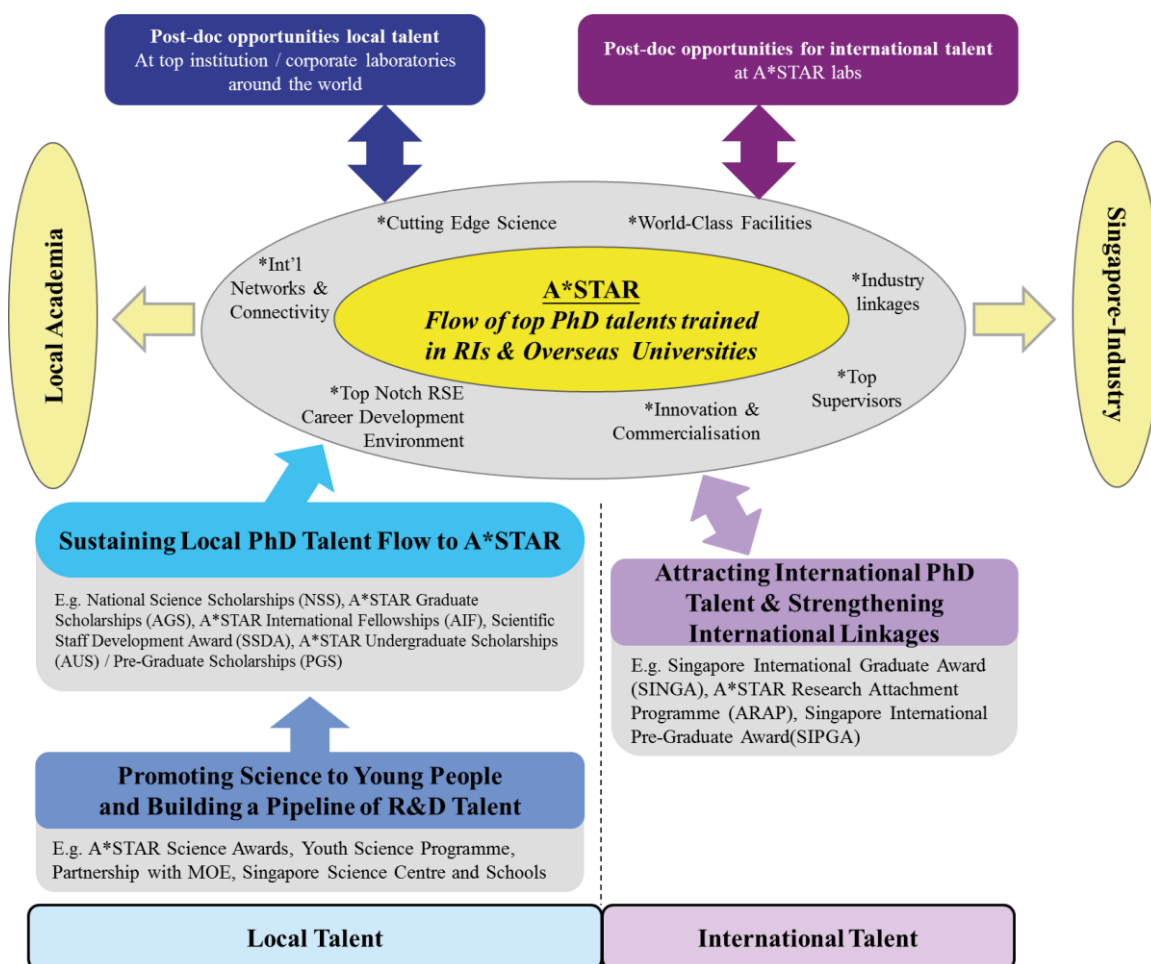 Post-doc opportunities local talent
At top institution / corporate laboratories
around the world
Post-doc opportunities for international talent
at A*STAR labs
Local Academia
Singapore-Industry
*Cutting Edge Science
*World-Class Facilities
*Int'l
Networks &
Connectivity
*Industry
linkages
A*STAR
Flow of top PhD talents trained
in RIs & Overseas Universities
*Top Notch RSE
Career Development
Environment
*Innovation &
Commercialisation
*Top
Supervisors
Sustaining Local PhD Talent Flow to A*STAR
E.g. National Science Scholarships (NSS), A*STAR Graduate
Scholarships (AGS), A*STAR International Fellowships (AIF), Scientific
Staff Development Award (SSDA), A*STAR Undergraduate Scholarships
(AUS) / Pre-Graduate Scholarships (PGS)
Attracting International PhD
Talent & Strengthening
International Linkages
E.g. Singapore International Graduate Award
(SINGA), A*STAR Research Attachment
Programme (ARAP), Singapore International
Pre-Graduate Award(SIPGA)
Promoting Science to Young People
and Building a Pipeline of R&D Talent
E.g. A*STAR Science Awards, Youth Science Programme,
Partnership with MOE, Singapore Science Centre and Schools
Local Talent
International Talent